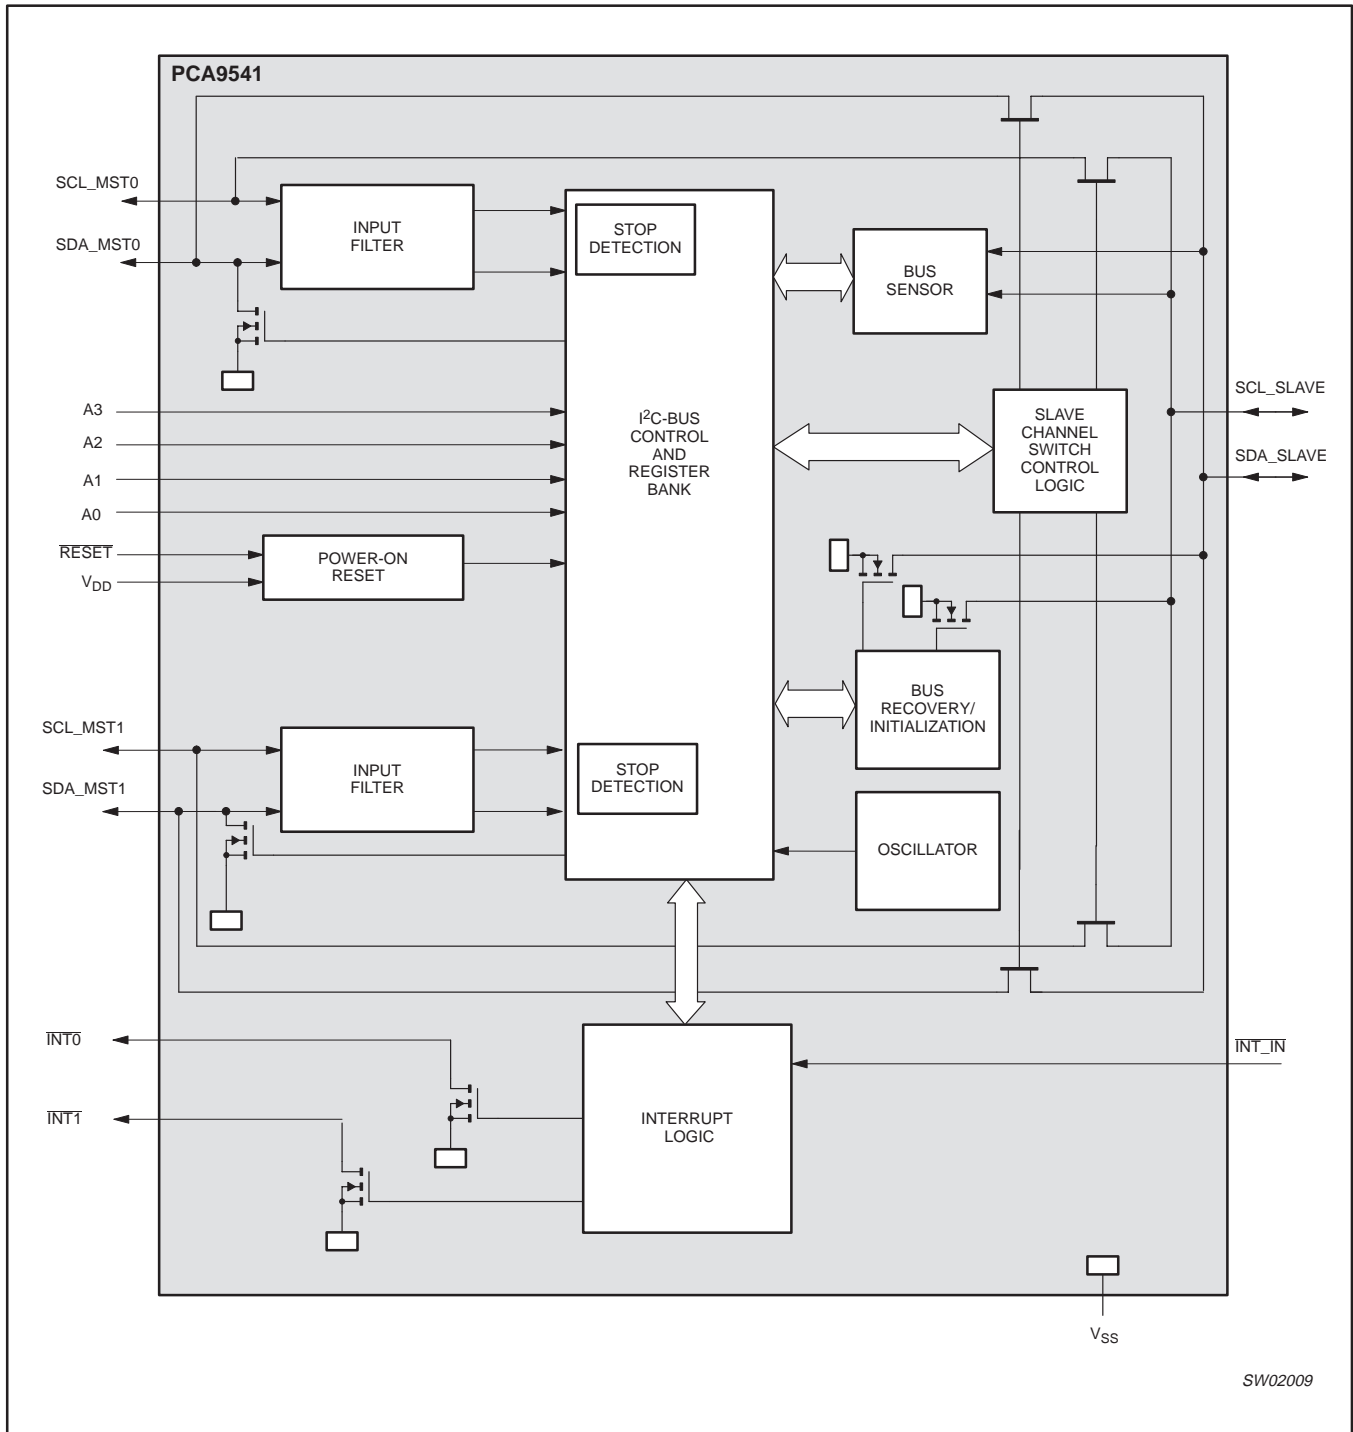 PCA9541
SCL_MST0
SDA_MST0
INPUT
FILTER
STOP
DETECTION
BUS
SENSOR
A3
A2
A1
A0
I²C-BUS
CONTROL
AND
REGISTER
BANK
SLAVE
CHANNEL
SWITCH
CONTROL
LOGIC
SCL_SLAVE
SDA_SLAVE
RESET
VDD
POWER-ON
RESET
BUS
RECOVERY/
INITIALIZATION
SCL_MST1
SDA_MST1
INPUT
FILTER
STOP
DETECTION
OSCILLATOR
INT0
INT1
INTERRUPT
LOGIC
INT_IN
VSS
SW02009